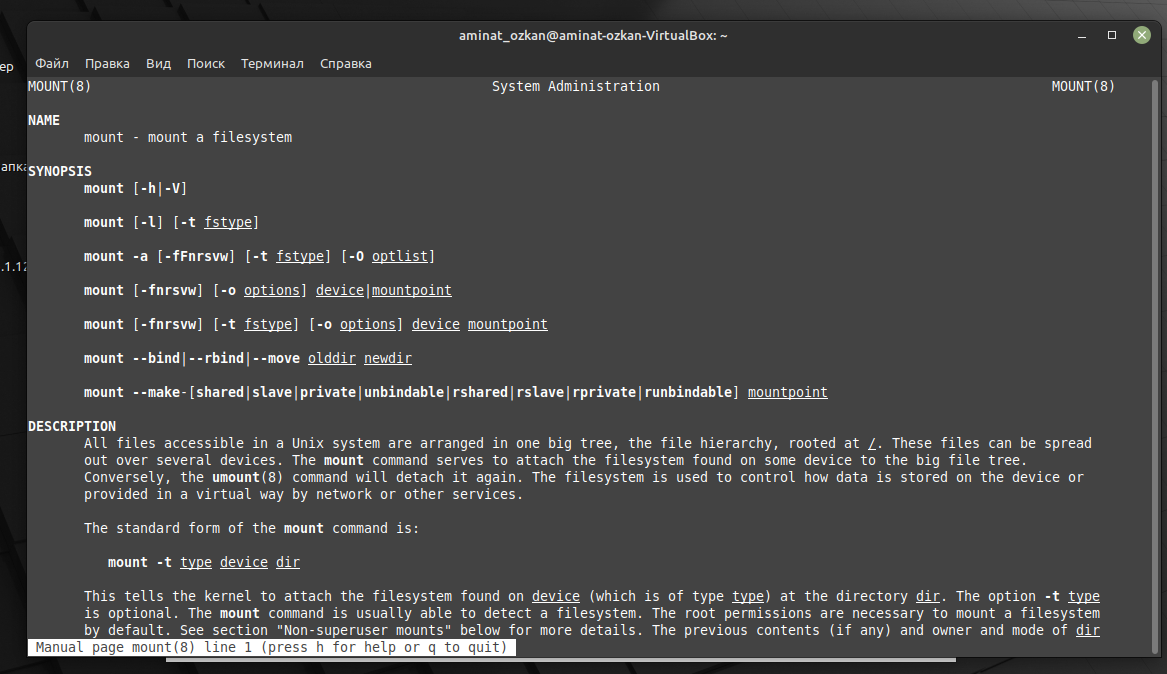 aminat_ozkan@aminat-ozkan-VirtualBox: ~
Файл Правка Вид Поиск Терминал Справка
ер
апка
.1.12
MOUNT(8) System Administration MOUNT(8)
NAME
mount - mount a filesystem
SYNOPSIS
mount [-h|-V]
mount [-l] [-t fstype]
mount -a [-fFnrsvw] [-t fstype] [-O optlist]
mount [-fnrsvw] [-o options] device|mountpoint
mount [-fnrsvw] [-t fstype] [-o options] device mountpoint
mount --bind|--rbind|--move olddir newdir
mount --make-[shared|slave|private|unbindable|rshared|rslave|rprivate|runbindable] mountpoint
DESCRIPTION
All files accessible in a Unix system are arranged in one big tree, the file hierarchy, rooted at /. These files can be spread
out over several devices. The mount command serves to attach the filesystem found on some device to the big file tree.
Conversely, the umount(8) command will detach it again. The filesystem is used to control how data is stored on the device or
provided in a virtual way by network or other services.
The standard form of the mount command is:
mount -t type device dir
This tells the kernel to attach the filesystem found on device (which is of type type) at the directory dir. The option -t type
is optional. The mount command is usually able to detect a filesystem. The root permissions are necessary to mount a filesystem
by default. See section "Non-superuser mounts" below for more details. The previous contents (if any) and owner and mode of dir
Manual page mount(8) line 1 (press h for help or q to quit)